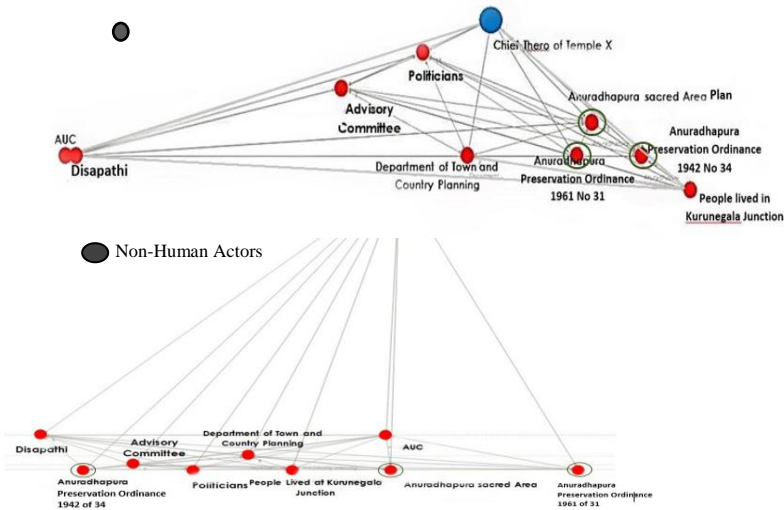 Chiei Thero of Temple X
Politicians
Anuradhapura sacred Area Plan
Advisory
Committee
Anuradhapura
Preservation Ordinance
1942 No 34
AUC
Disapathi
Department of Town and
Country Planning
Anuradhapura
Preservation Ordinance
1961 No 31
People lived in
Kurunegala Junction
Non-Human Actors
Disapathi
Advisory
Committee
Department of Town and
Country Planning
AUC
Anuradhapura
Preservation Ordinance
1942 of 34
Politicians
People Lived at Kurunegala
Junction
Anuradhapura sacred Area
Anuradhapura
Preservation Ordinance
1961 of 31